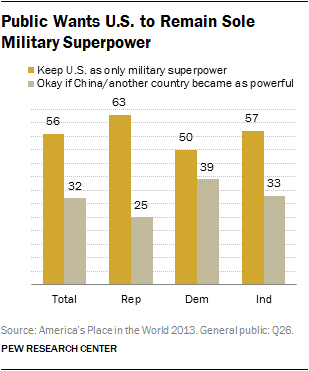 Public Wants U.S. to Remain Sole
Military Superpower
Keep U.S. as only military superpower
Okay if China/another country became as powerful
56
32
63
25
50
39
57
33
Total
Rep
Dem
Ind
Source: America's Place in the World 2013. General public: Q26.
PEW RESEARCH CENTER